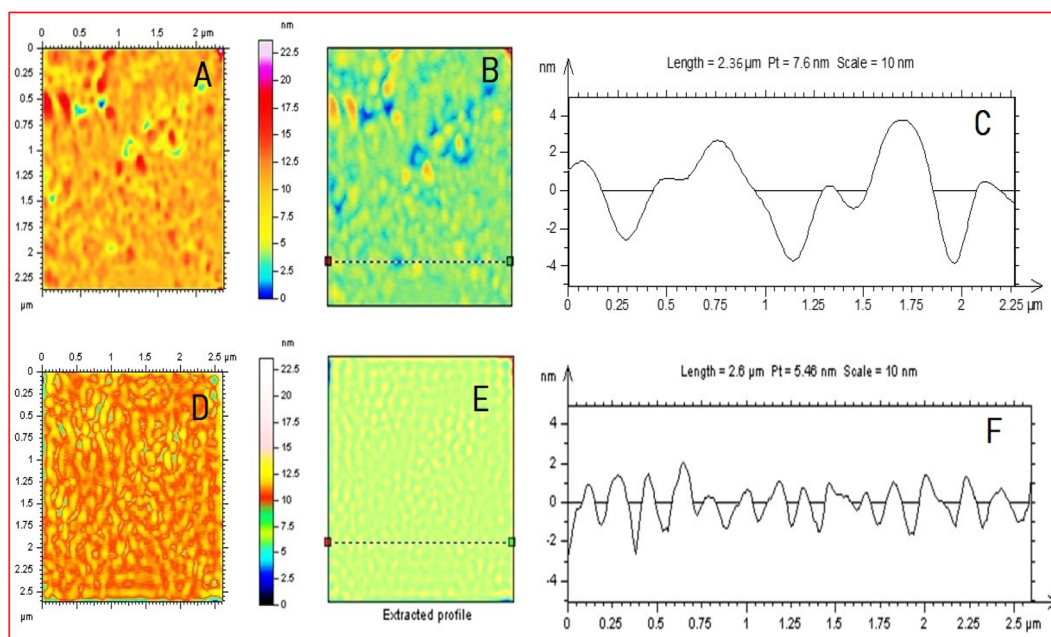 0 0.5 1 1.5 2 µm
0
0.25
0.5
0.75
1
1.25
1.5
1.75
2
2.25
µm
A
nm
22.5
20
17.5
15
12.5
10
7.5
5
2.5
0
B
Length = 2.36 µm Pt = 7.6 nm Scale = 10 nm
nm
4
2
0
-2
-4
C
0 0.25 0.5 0.75 1 1.25 1.5 1.75 2 2.25 µm
0 0.5 1 1.5 2 2.5 µm
0
0.25
0.5
0.75
1
1.25
1.5
1.75
2
2.25
2.5
µm
D
nm
22.5
20
17.5
15
12.5
10
7.5
5
2.5
0
E
Extracted profile
Length = 2.6 µm Pt = 5.46 nm Scale = 10 nm
nm
4
2
0
-2
-4
F
0 0.25 0.5 0.75 1 1.25 1.5 1.75 2 2.25 2.5 µm